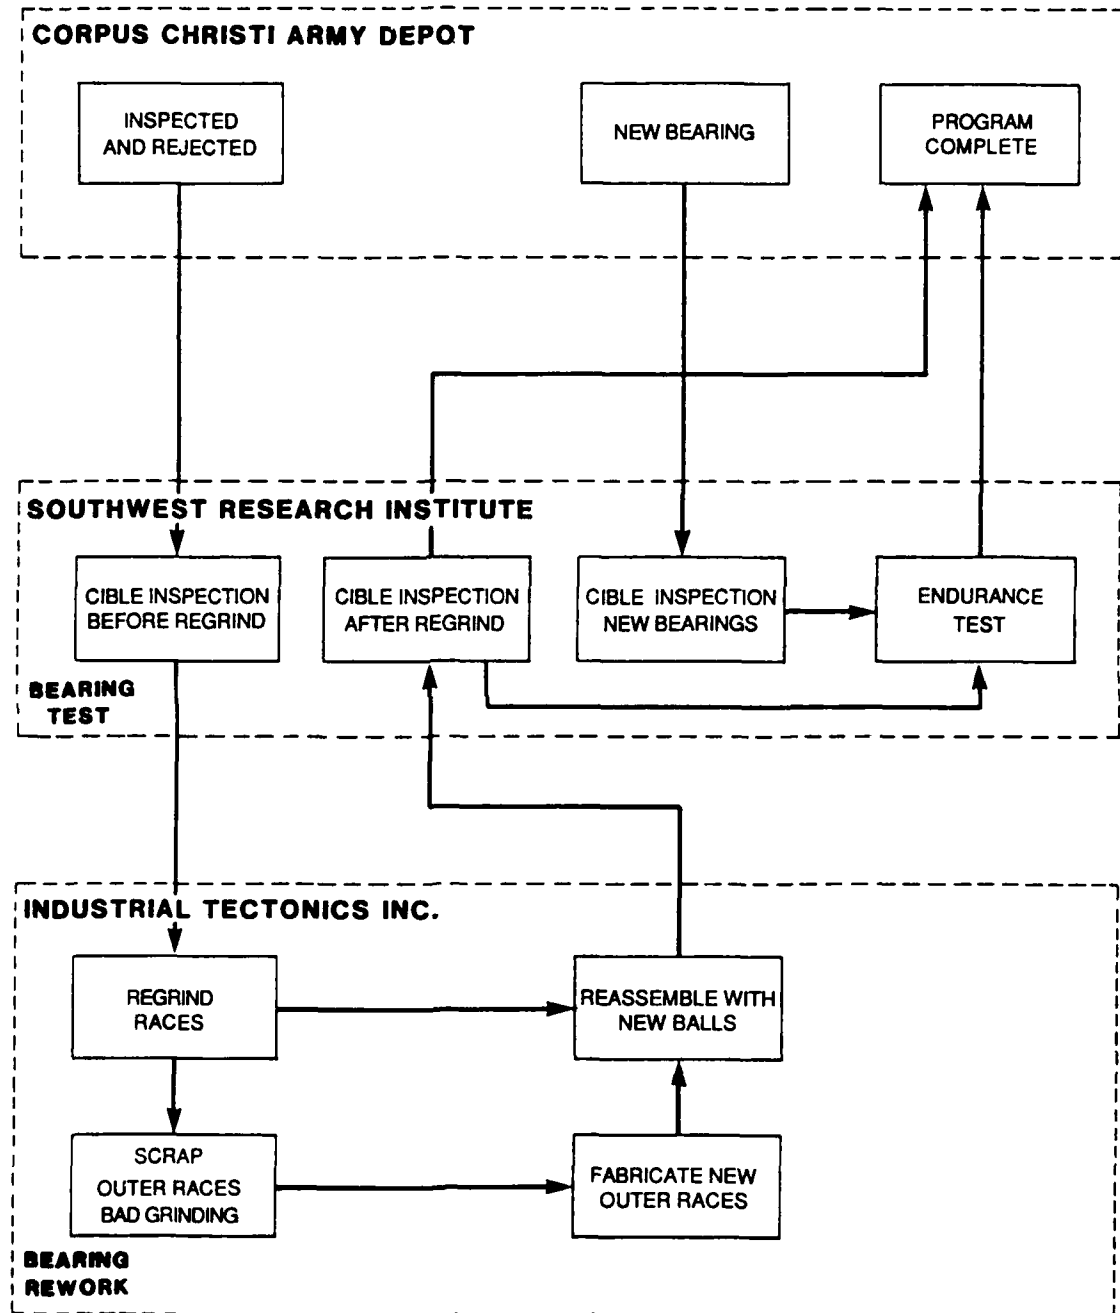 CORPUS CHRISTI ARMY DEPOT
INSPECTED
AND REJECTED
NEW BEARING
PROGRAM
COMPLETE
SOUTHWEST RESEARCH INSTITUTE
CIBLE INSPECTION
BEFORE REGRIND
CIBLE INSPECTION
AFTER REGRIND
CIBLE INSPECTION
NEW BEARINGS
ENDURANCE
TEST
BEARING
TEST
INDUSTRIAL TECTONICS INC.
REGRIND
RACES
REASSEMBLE WITH
NEW BALLS
SCRAP
OUTER RACES
BAD GRINDING
FABRICATE NEW
OUTER RACES
BEARING
REWORK